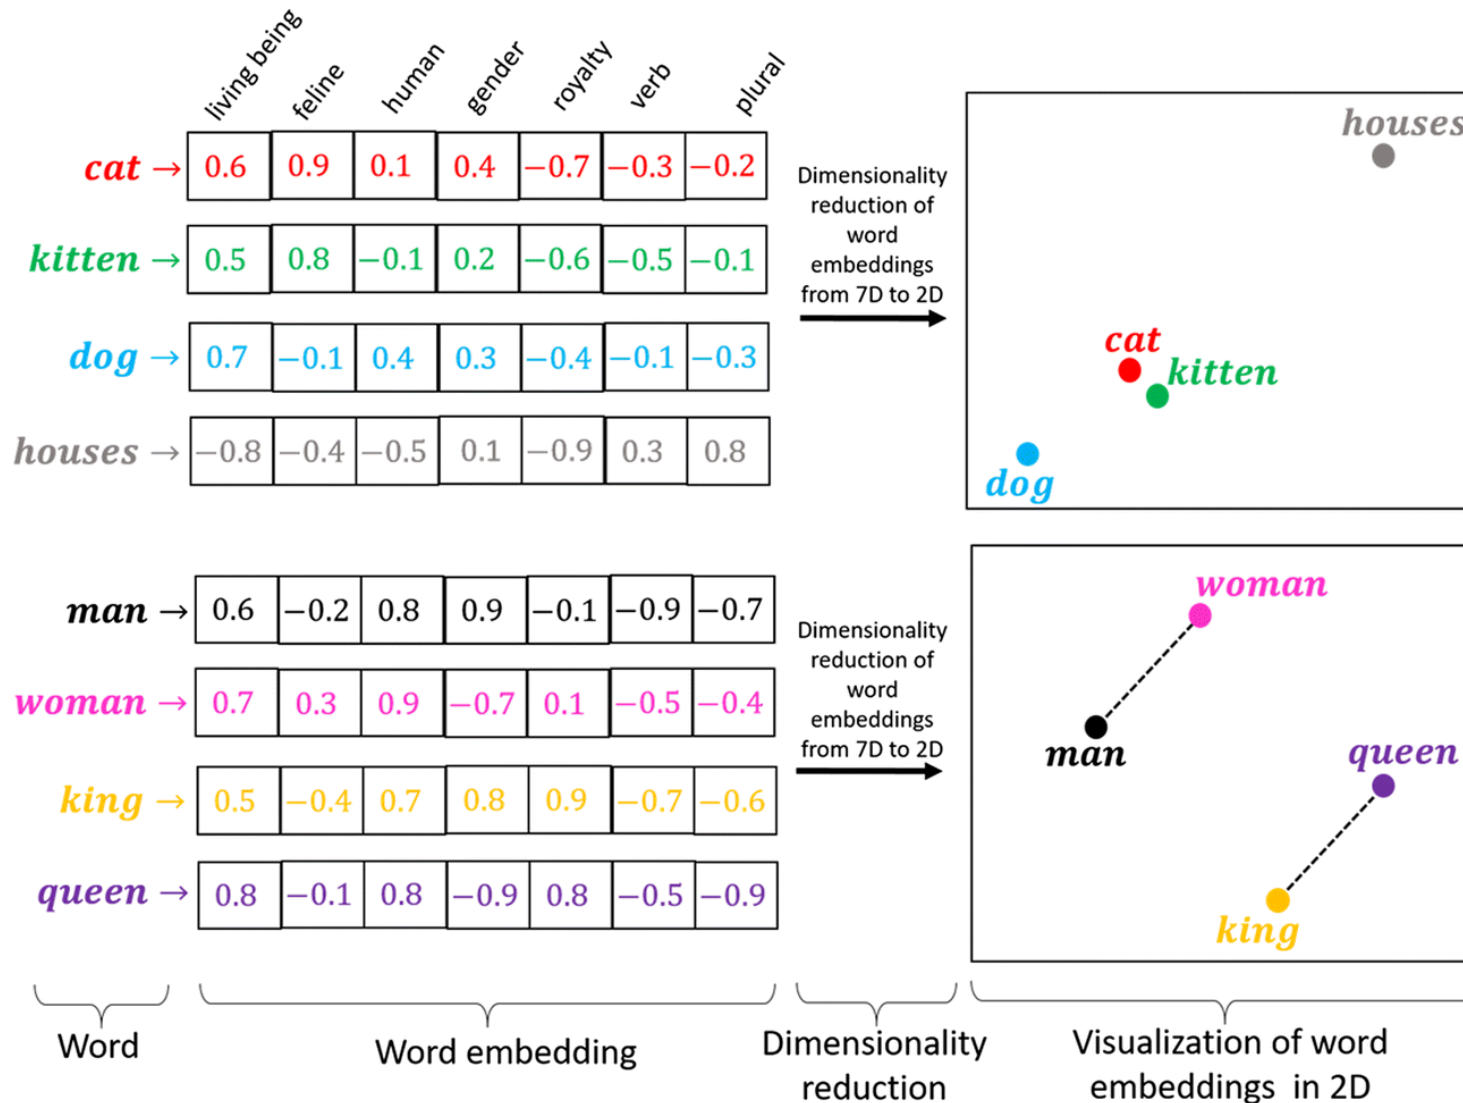 living being feline human gender royalty verb plural
cat → 0.6 0.9 0.1 0.4 −0.7 −0.3 −0.2
kitten → 0.5 0.8 −0.1 0.2 −0.6 −0.5 −0.1
dog → 0.7 −0.1 0.4 0.3 −0.4 −0.1 −0.3
houses → −0.8 −0.4 −0.5 0.1 −0.9 0.3 0.8
Dimensionality
reduction of
word
embeddings
from 7D to 2D
houses
cat
kitten
dog
man → 0.6 −0.2 0.8 0.9 −0.1 −0.9 −0.7
woman → 0.7 0.3 0.9 −0.7 0.1 −0.5 −0.4
king → 0.5 −0.4 0.7 0.8 0.9 −0.7 −0.6
queen → 0.8 −0.1 0.8 −0.9 0.8 −0.5 −0.9
Dimensionality
reduction of
word
embeddings
from 7D to 2D
woman
man
queen
king
Word
Word embedding
Dimensionality
reduction
Visualization of word
embeddings in 2D